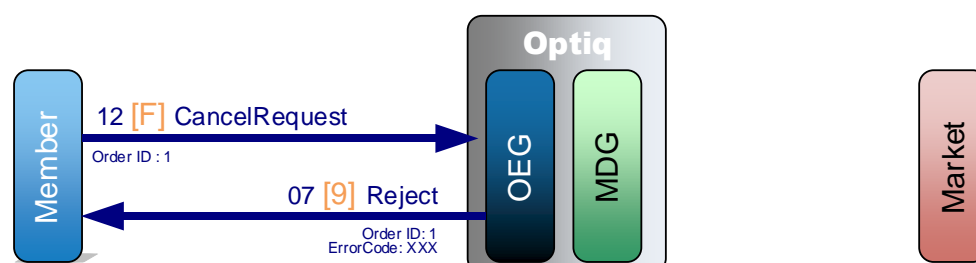 Optiq
12 [F] CancelRequest
Order ID : 1
07 [9] Reject
Order ID: 1
ErrorCode: XXX
Member
OEG
MDG
Market